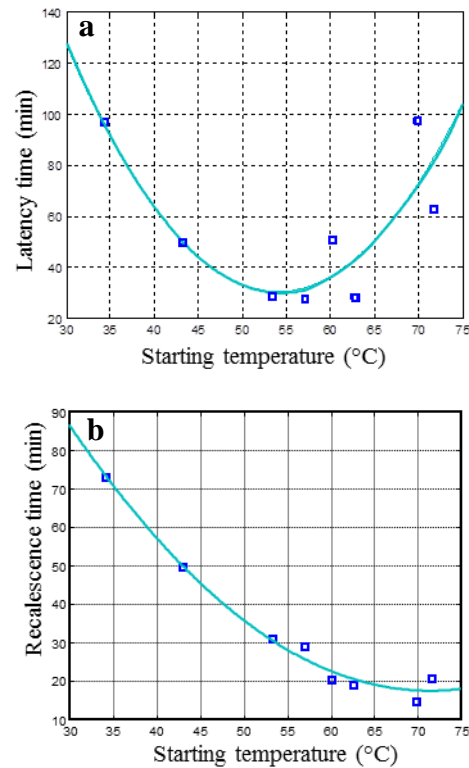 a
140
120
100
80
60
40
20
Latency time (min)
30 35 40 45 50 55 60 65 70 75
Starting temperature (°C)
b
90
80
70
60
50
40
30
20
10
Recalescence time (min)
30 35 40 45 50 55 60 65 70 75
Starting temperature (°C)